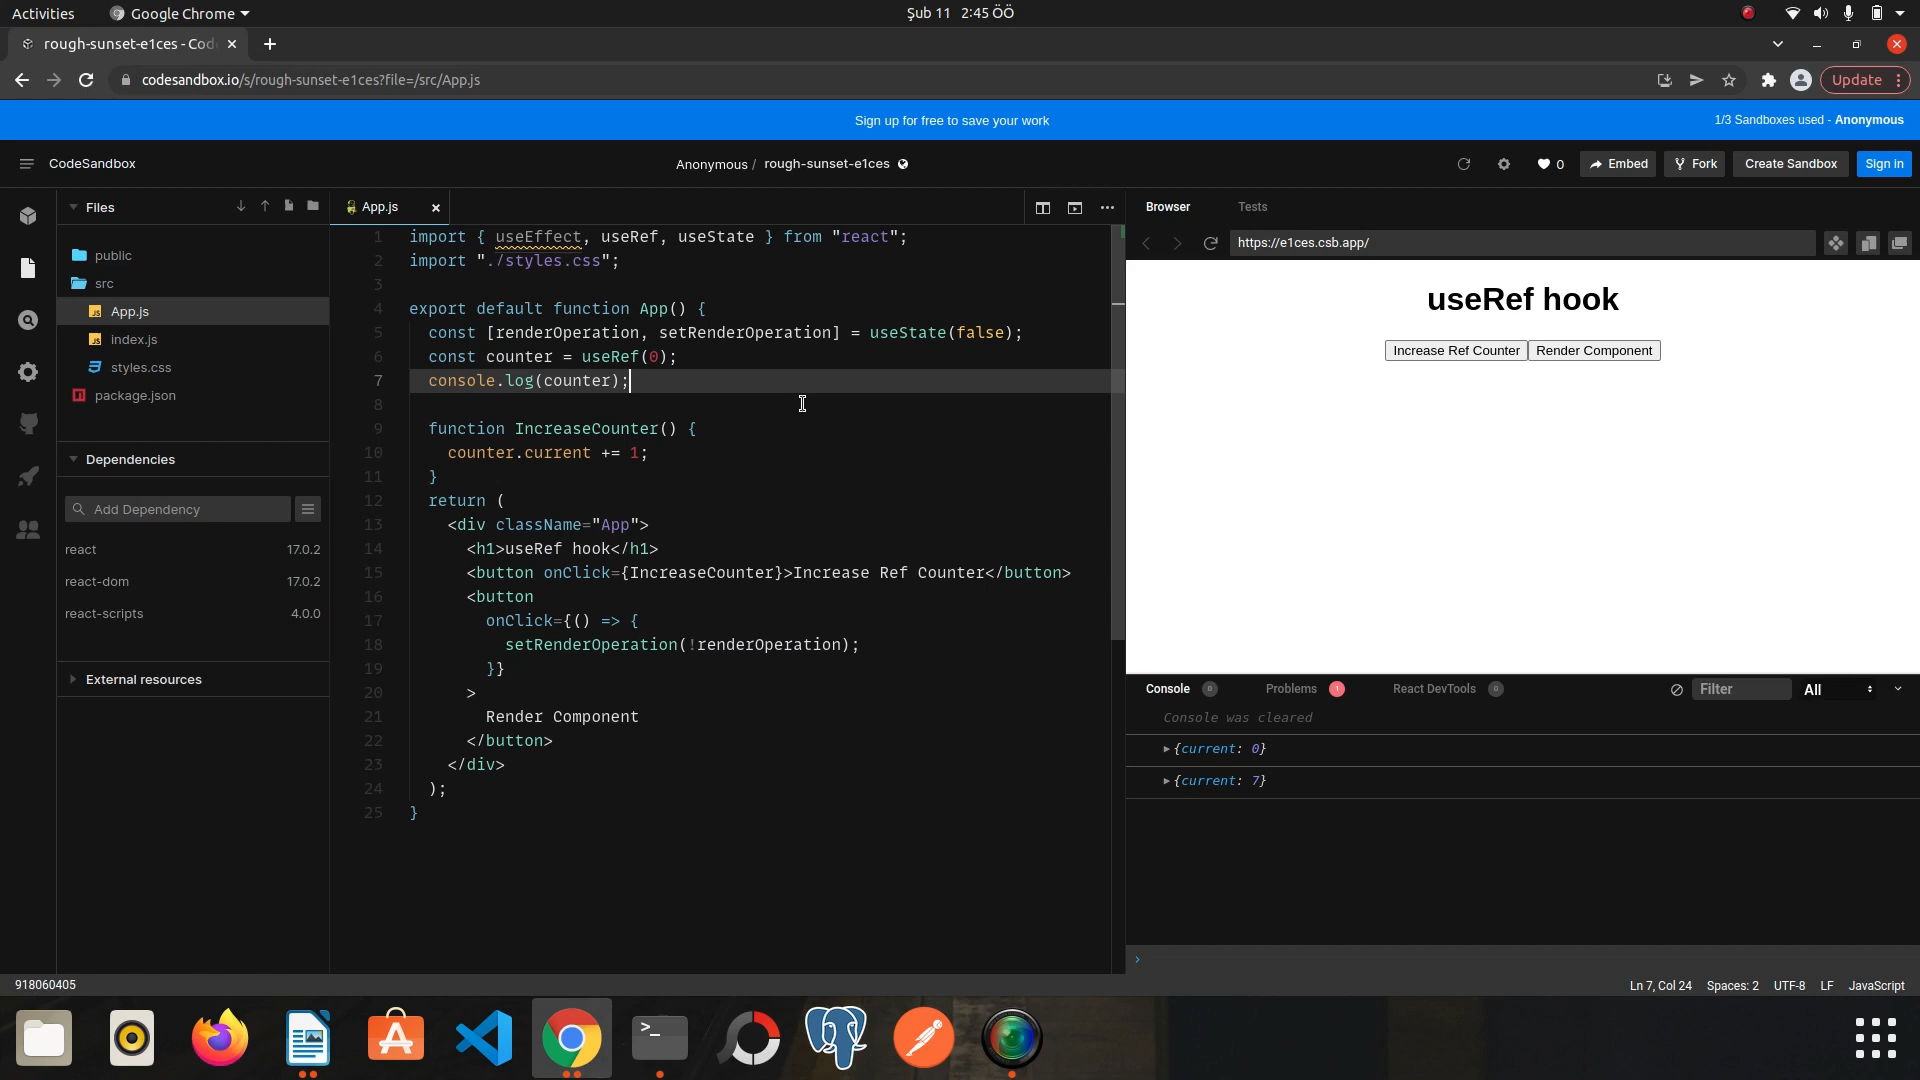 Activities
Google Chrome
Şub 11 2:45 ÖÖ
rough-sunset-e1ces - Cod
codesandbox.io/s/rough-sunset-e1ces?file=/src/App.js
Update
Sign up for free to save your work
1/3 Sandboxes used - Anonymous
CodeSandbox
Anonymous / rough-sunset-e1ces
0
Embed
Fork
Create Sandbox
Sign in
Files
public
src
App.js
index.js
styles.css
package.json
Dependencies
Add Dependency
react 17.0.2
react-dom 17.0.2
react-scripts 4.0.0
External resources
App.js
1 import { useEffect, useRef, useState } from "react";
2 import "./styles.css";
3
4 export default function App() {
5 const [renderOperation, setRenderOperation] = useState(false);
6 const counter = useRef(0);
7 console.log(counter);
8
9 function IncreaseCounter() {
10 counter.current += 1;
11 }
12 return (
13 <div className="App">
14 <h1>useRef hook</h1>
15 <button onClick={IncreaseCounter}>Increase Ref Counter</button>
16 <button
17 onClick={() => {
18 setRenderOperation(!renderOperation);
19 }}
20 >
21 Render Component
22 </button>
23 </div>
24 );
25 }
Browser
Tests
https://e1ces.csb.app/
useRef hook
Increase Ref Counter
Render Component
Console 0
Problems 1
React DevTools 0
Filter
All
Console was cleared
{current: 0}
{current: 7}
918060405
Ln 7, Col 24
Spaces: 2
UTF-8
LF
JavaScript